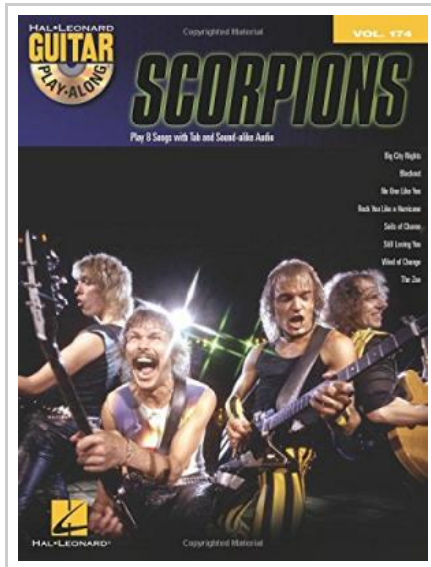 HAL•LEONARD
GUITAR
PLAY-ALONG
Copyrighted Material
VOL. 174
SCORPIONS
Play 8 Songs with Tab and Sound-alike Audio
Big City Nights
Blackout
No One Like You
Rock You Like a Hurricane
Sails of Charon
Still Loving You
Wind of Change
The Zoo
HAL•LEONARD®
Copyrighted Material